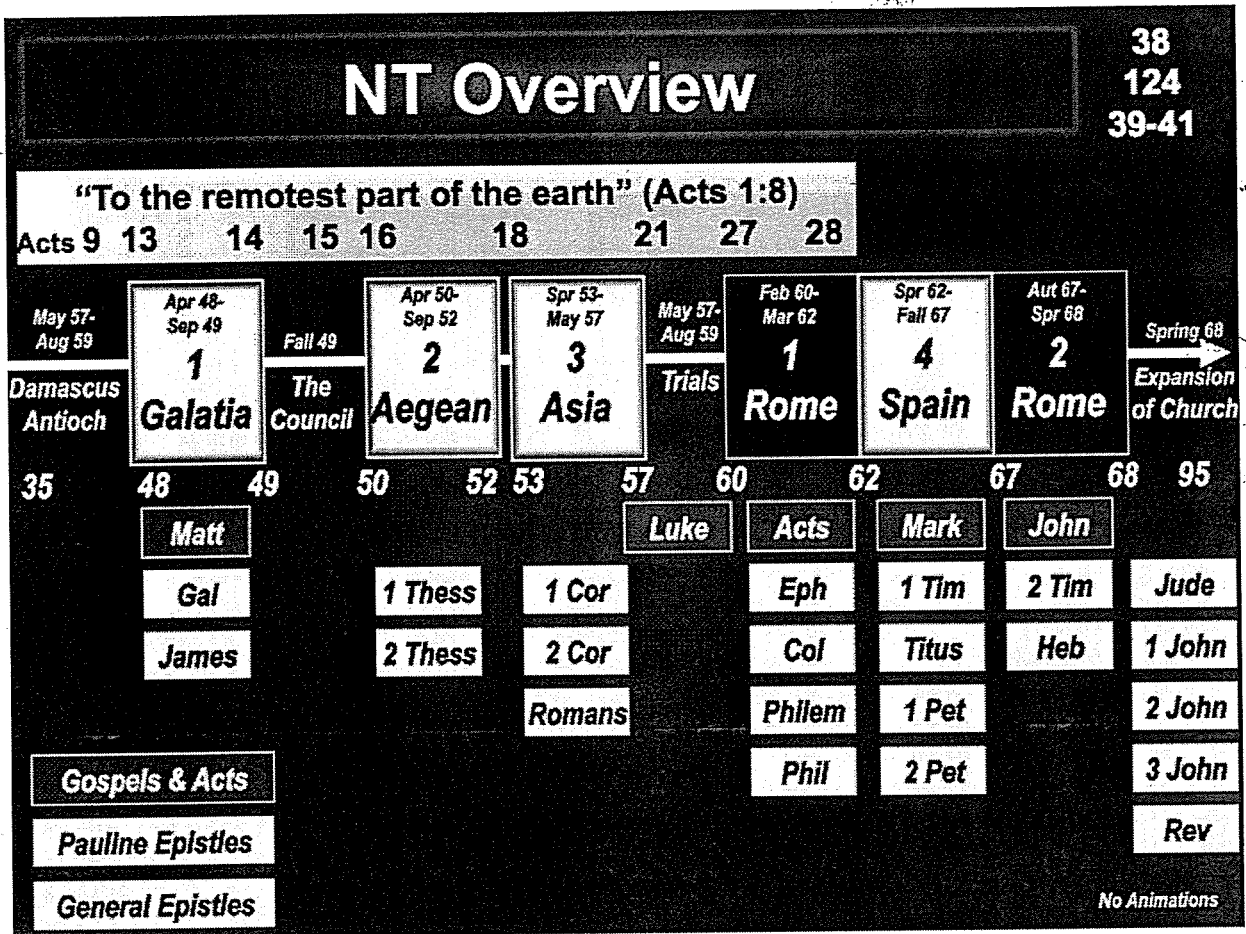 NT Overview
38
124
39-41
"To the remotest part of the earth" (Acts 1:8)
Acts 9 13 14 15 16 18 21 27 28
May 57-
Aug 59
Damascus
Antioch
Apr 48-
Sep 49
1
Galatia
Fall 49
The
Council
Apr 50-
Sep 52
2
Aegean
Spr 53-
May 57
3
Asia
May 57-
Aug 59
Trials
Feb 60-
Mar 62
1
Rome
Spr 62-
Fall 67
4
Spain
Aut 67-
Spr 68
2
Rome
Spring 68
Expansion
of Church
35 48 49 50 52 53 57 60 62 67 68 95
Matt
Gal
James
1 Thess
2 Thess
1 Cor
2 Cor
Romans
Luke
Acts
Eph
Col
Philem
Phil
Mark
1 Tim
Titus
1 Pet
2 Pet
John
2 Tim
Heb
Jude
1 John
2 John
3 John
Rev
Gospels & Acts
Pauline Epistles
General Epistles
No Animations